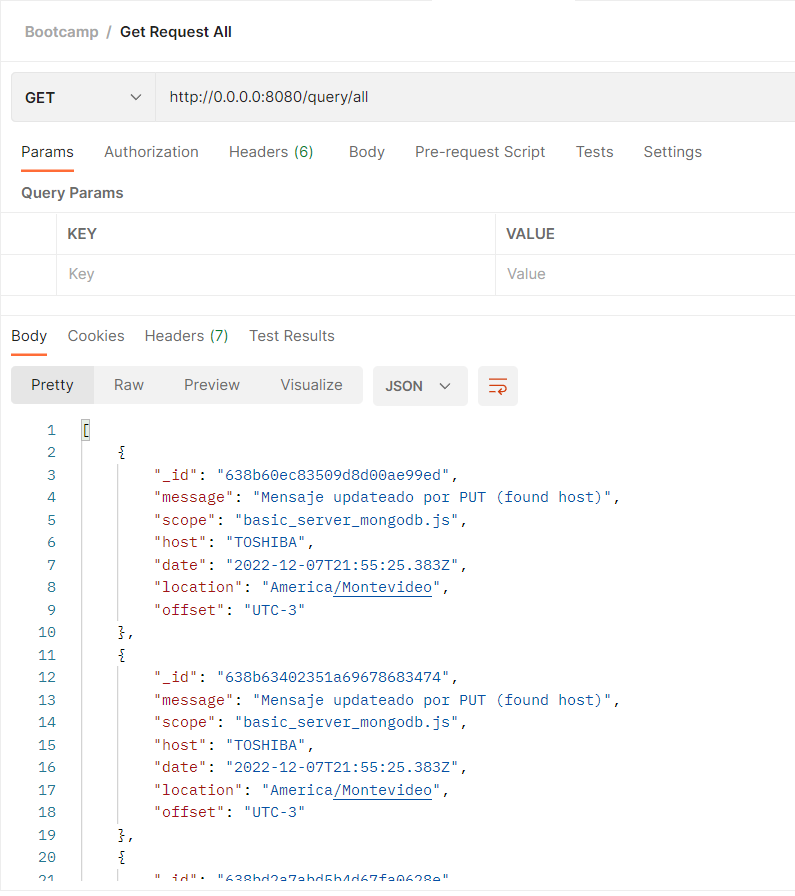 Bootcamp / Get Request All
GET http://0.0.0.0:8080/query/all
Params Authorization Headers (6) Body Pre-request Script Tests Settings
Query Params
KEY VALUE
Key Value
Body Cookies Headers (7) Test Results
Pretty Raw Preview Visualize JSON
1 [
2 {
3 "_id": "638b60ec83509d8d00ae99ed",
4 "message": "Mensaje updateado por PUT (found host)",
5 "scope": "basic_server_mongodb.js",
6 "host": "TOSHIBA",
7 "date": "2022-12-07T21:55:25.383Z",
8 "location": "America/Montevideo",
9 "offset": "UTC-3"
10 },
11 {
12 "_id": "638b63402351a69678683474",
13 "message": "Mensaje updateado por PUT (found host)",
14 "scope": "basic_server_mongodb.js",
15 "host": "TOSHIBA",
16 "date": "2022-12-07T21:55:25.383Z",
17 "location": "America/Montevideo",
18 "offset": "UTC-3"
19 },
20 {
21 "_id":